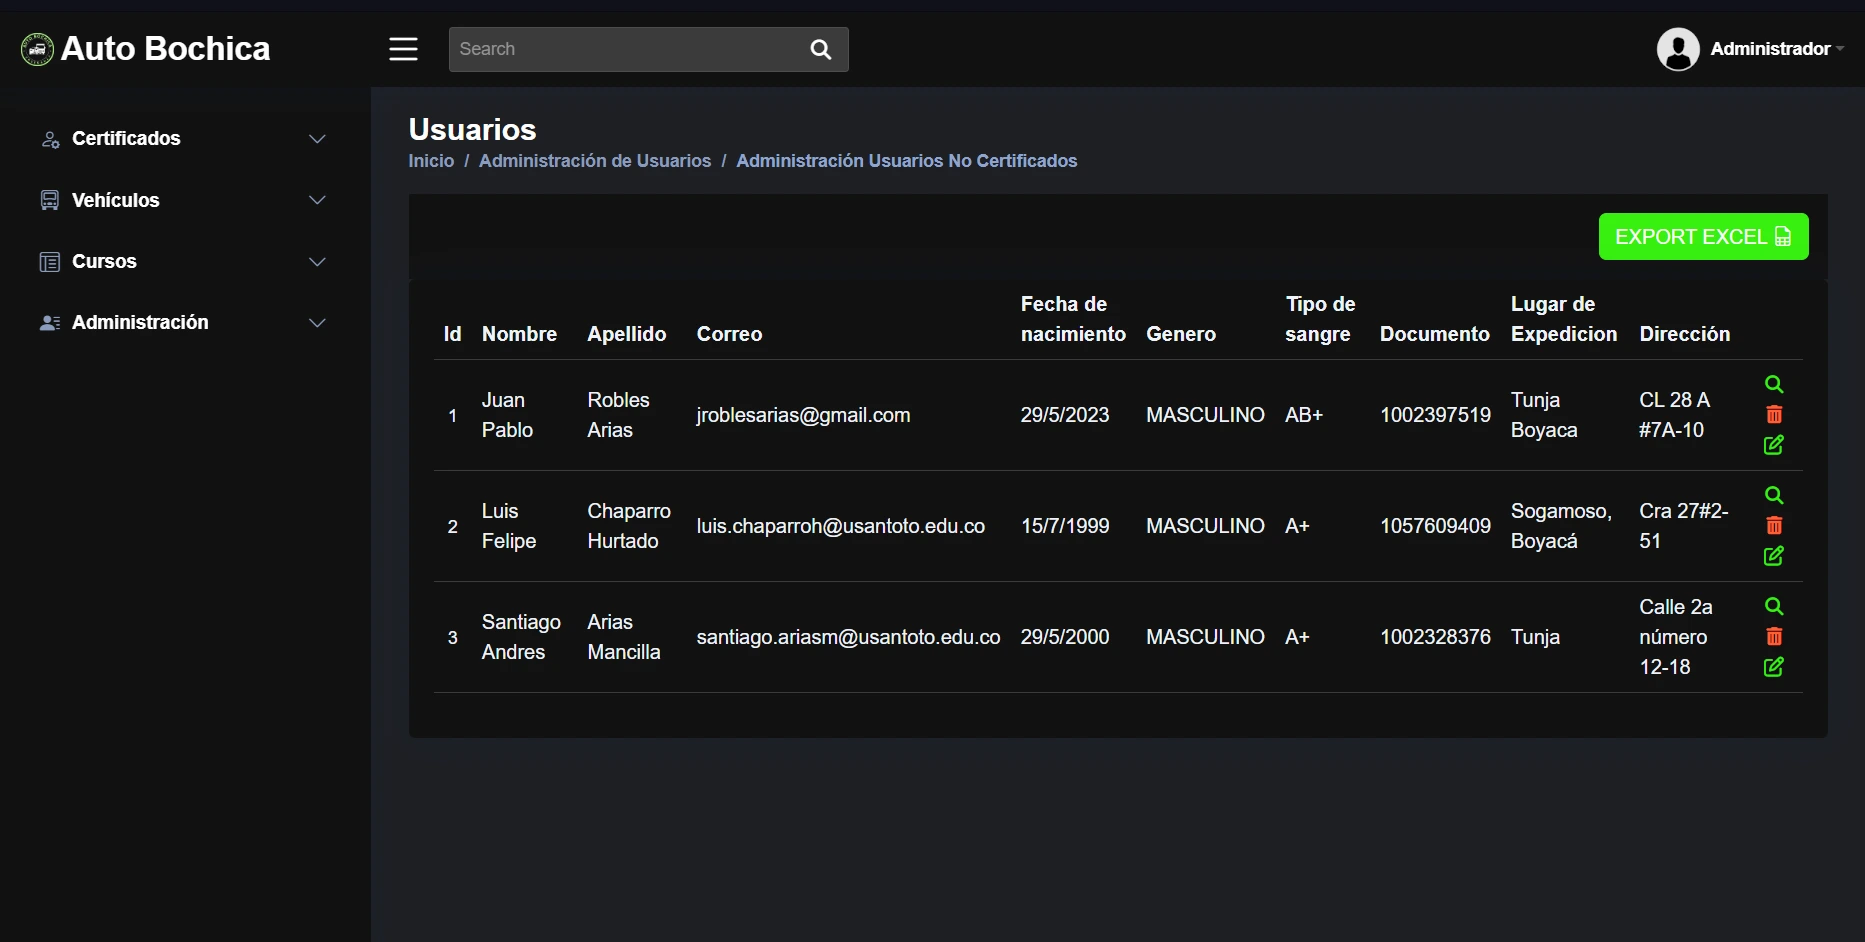 Auto Bochica
Search
Administrador
Certificados
Vehículos
Cursos
Administración
Usuarios
Inicio / Administración de Usuarios / Administración Usuarios No Certificados
EXPORT EXCEL
Id Nombre Apellido Correo Fecha de nacimiento Genero Tipo de sangre Documento Lugar de Expedicion Dirección
1 Juan Pablo Robles Arias jroblesarias@gmail.com 29/5/2023 MASCULINO AB+ 1002397519 Tunja Boyaca CL 28 A #7A-10
2 Luis Felipe Chaparro Hurtado luis.chaparroh@usantoto.edu.co 15/7/1999 MASCULINO A+ 1057609409 Sogamoso, Boyacá Cra 27#2-51
3 Santiago Andres Arias Mancilla santiago.ariasm@usantoto.edu.co 29/5/2000 MASCULINO A+ 1002328376 Tunja Calle 2a número 12-18